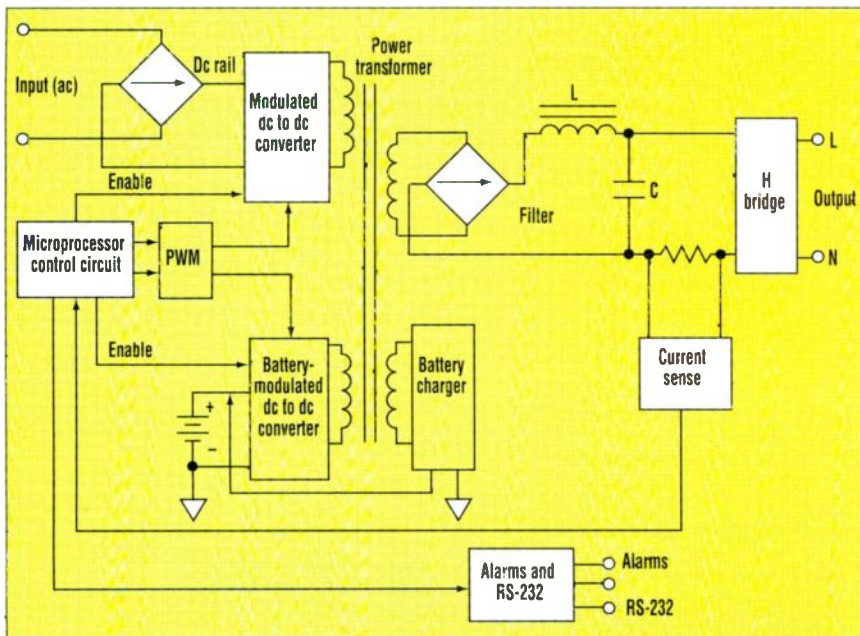 Input (ac)
Dc rail
Modulated
dc to dc
converter
Power
transformer
L
Filter
C
H
bridge
L
Output
N
Enable
Microprocessor
control circuit
PWM
Enable
Battery-
modulated
dc to dc
converter
+
–
Battery
charger
Current
sense
Alarms and
RS-232
Alarms
RS-232